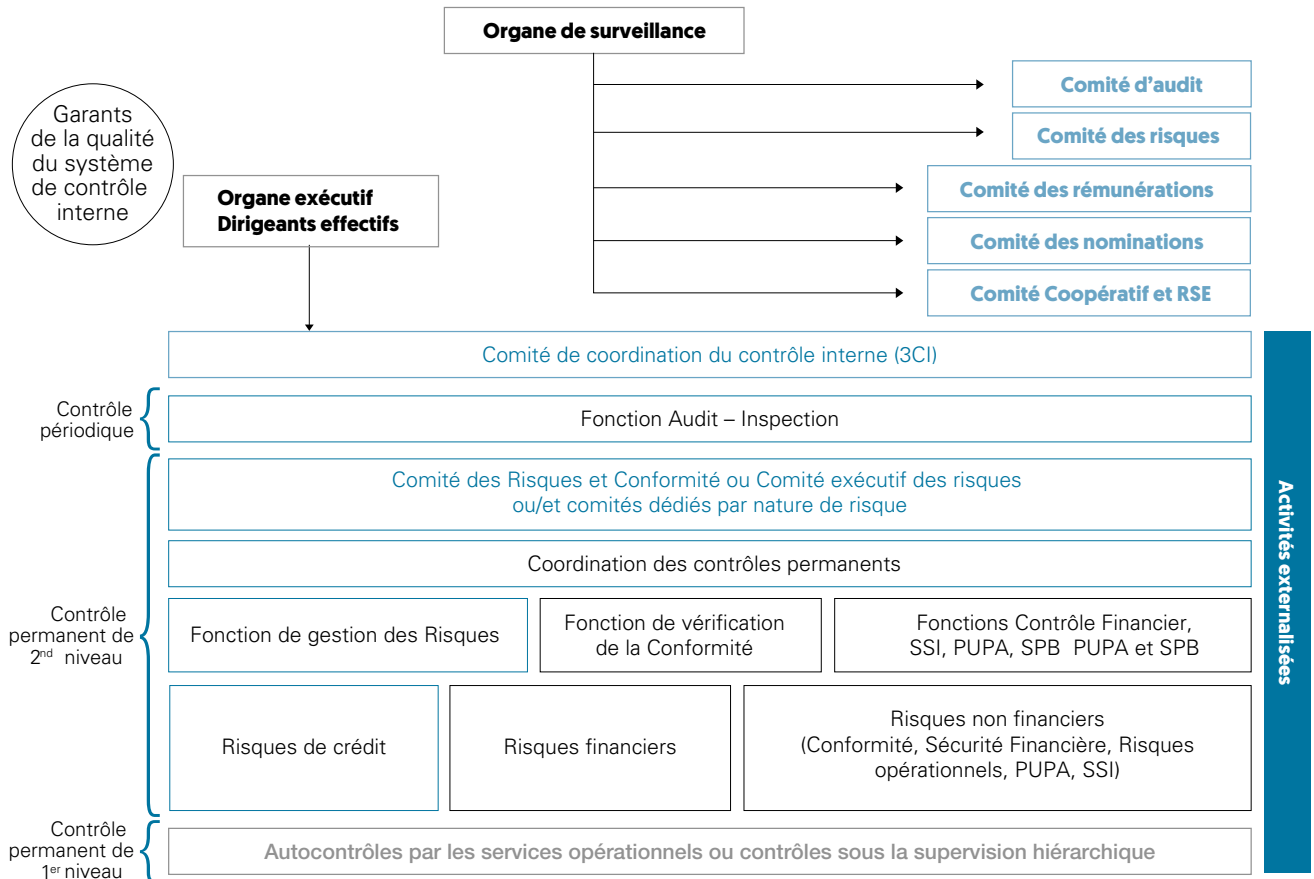 Organe de surveillance
Comité d'audit
Comité des risques
Comité des rémunérations
Comité des nominations
Comité Coopératif et RSE
Garants
de la qualité
du système
de contrôle
interne
Organe exécutif
Dirigeants effectifs
Comité de coordination du contrôle interne (3CI)
Contrôle
périodique
Fonction Audit – Inspection
Contrôle
permanent de
2nd niveau
Comité des Risques et Conformité ou Comité exécutif des risques
ou/et comités dédiés par nature de risque
Coordination des contrôles permanents
Fonction de gestion des Risques
Fonction de vérification
de la Conformité
Fonctions Contrôle Financier,
SSI, PUPA, SPB PUPA et SPB
Risques de crédit
Risques financiers
Risques non financiers
(Conformité, Sécurité Financière, Risques
opérationnels, PUPA, SSI)
Contrôle
permanent de
1er niveau
Autocontrôles par les services opérationnels ou contrôles sous la supervision hiérarchique
Activités externalisées